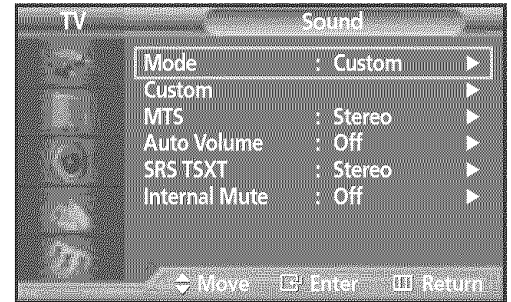 TV Sound
Mode : Custom
Custom
MTS : Stereo
Auto Volume : Off
SRS TSXT : Stereo
Internal Mute : Off
Move Enter Return